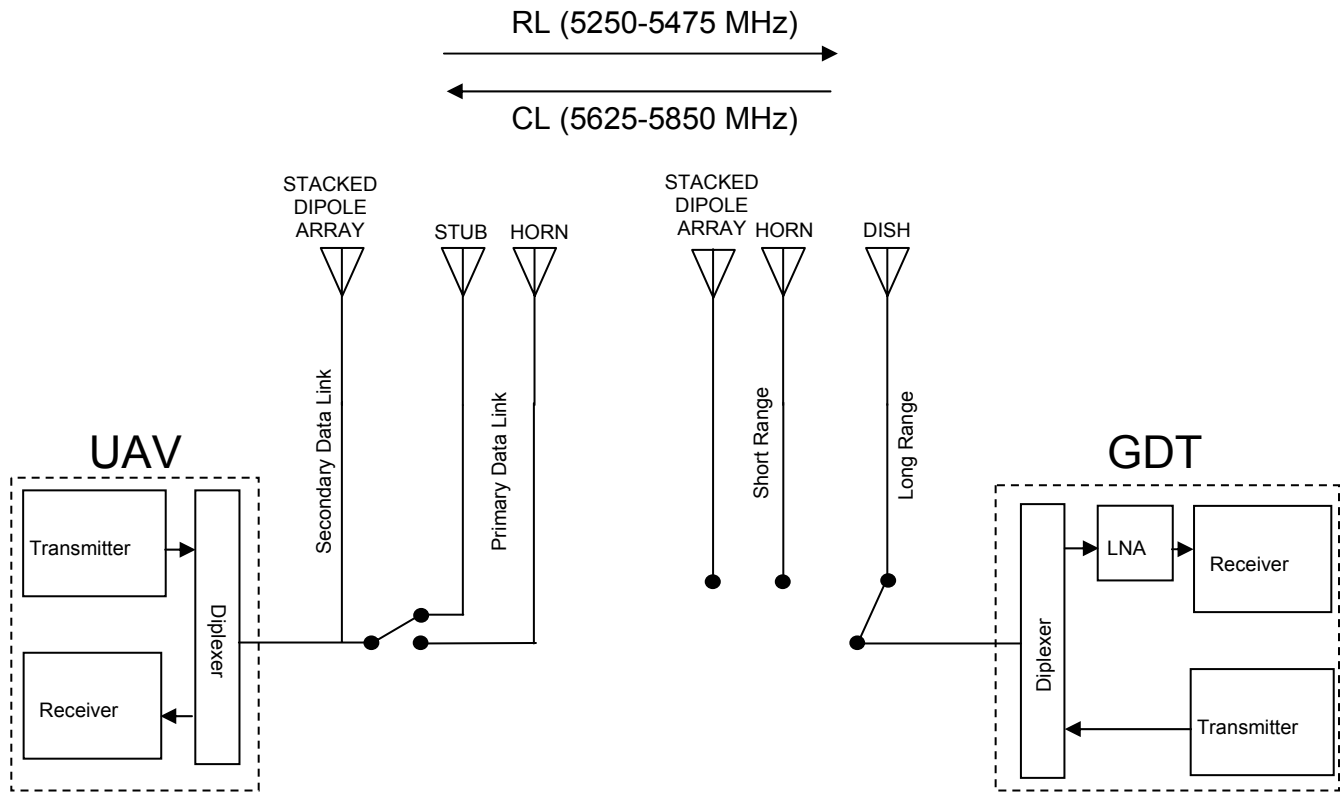 RL (5250-5475 MHz)
CL (5625-5850 MHz)
STACKED
DIPOLE
ARRAY
STUB
HORN
STACKED
DIPOLE
ARRAY
HORN
DISH
Secondary Data Link
Primary Data Link
Short Range
Long Range
UAV
Transmitter
Diplexer
Receiver
GDT
Diplexer
LNA
Receiver
Transmitter